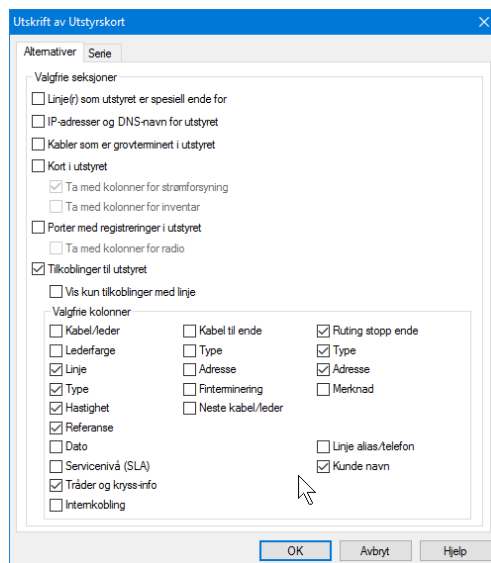 Utskrift av Utstyrskort
Alternativer Serie
Valgfrie seksjoner
Linje(r) som utstyret er spesiell ende for
IP-adresser og DNS-navn for utstyret
Kabler som er grovterminert i utstyret
Kort i utstyret
Ta med kolonner for strømforsyning
Ta med kolonner for inventar
Porter med registreringer i utstyret
Ta med kolonner for radio
Tilkoblinger til utstyret
Vis kun tilkoblinger med linje
Valgfrie kolonner
Kabel/leder Kabel til ende Ruting stopp ende
Lederfarge Type Type
Linje Adresse Adresse
Type Finterminering Merknad
Hastighet Neste kabel/leder
Referanse
Dato Linje alias/telefon
Servicenivå (SLA) Kunde navn
Tråder og kryss-info
Internkobling
OK Avbryt Hjelp